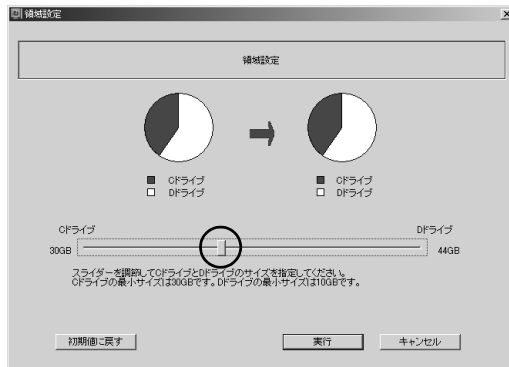 領域設定
領域設定
Cドライブ
Dドライブ
Cドライブ
Dドライブ
Cドライブ
Dドライブ
30GB
44GB
スライダーを調節してCドライブとDドライブのサイズを指定してください。
Cドライブの最小サイズは30GBです。Dドライブの最小サイズは10GBです。
初期値に戻す
実行
キャンセル